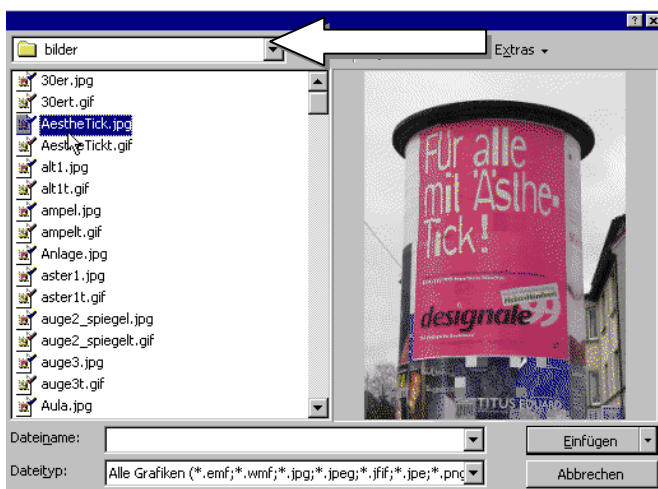 bilder
Extras
30er.jpg
30ert.gif
AestheTick.jpg
AestheTickt.gif
alt1.jpg
alt1t.gif
ampel.jpg
ampelt.gif
Anlage.jpg
aster1.jpg
aster1t.gif
auge2_spiegel.jpg
auge2_spiegelt.gif
auge3.jpg
auge3t.gif
Aula.jpg
Für alle
mit Ästhe-
Tick!
designale
99
TITUS
Dateiname:
Einfügen
Dateityp:
Alle Grafiken (*.emf;*.wmf;*.jpg;*.jpeg;*.jfif;*.jpe;*.png
Abbrechen